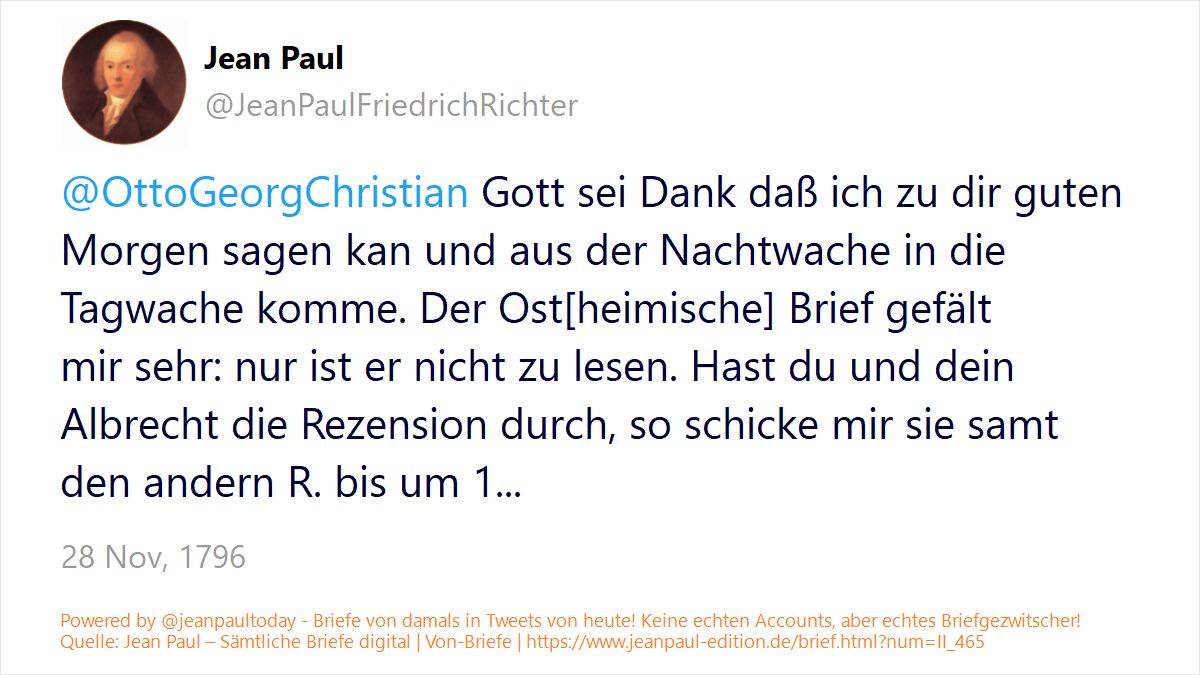 Jean Paul
@JeanPaulFriedrichRichter
@OttoGeorgChristian Gott sei Dank daß ich zu dir guten
Morgen sagen kan und aus der Nachtwache in die
Tagwache komme. Der Ost[heimische] Brief gefält
mir sehr: nur ist er nicht zu lesen. Hast du und dein
Albrecht die Rezension durch, so schicke mir sie samt
den andern R. bis um 1...
28 Nov, 1796
Powered by @jeanpaultoday - Briefe von damals in Tweets von heute! Keine echten Accounts, aber echtes Briefgezwitscher!
Quelle: Jean Paul – Sämtliche Briefe digital | Von-Briefe | https://www.jeanpaul-edition.de/brief.html?num=II_465